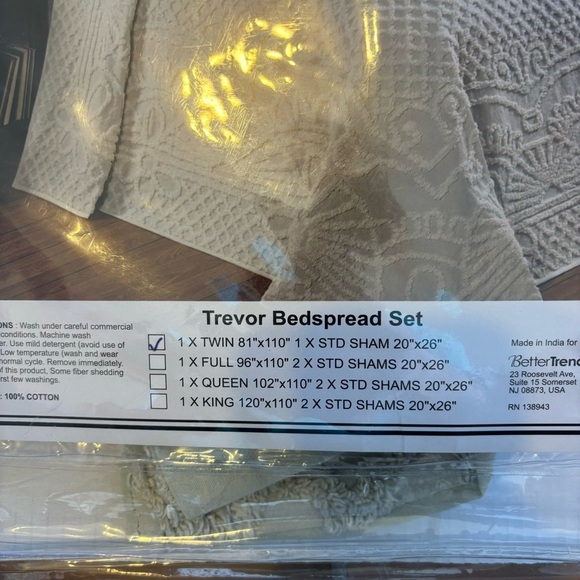 Trevor Bedspread Set
IONS : Wash under careful commercial
conditions. Machine wash
er. Use mild detergent (avoid use of
Low temperature (wash and wear
normal cycle. Remove immediately.
of this product, Some fiber shedding
irst few washings.
: 100% COTTON
1 X TWIN 81"x110" 1 X STD SHAM 20"x26"
1 X FULL 96"x110" 2 X STD SHAMS 20"x26"
1 X QUEEN 102"x110" 2 X STD SHAMS 20"x26"
1 X KING 120"x110" 2 X STD SHAMS 20"x26"
Made in India for
BetterTrend
23 Roosevelt Ave,
Suite 15 Somerset
NJ 08873, USA
RN 138943